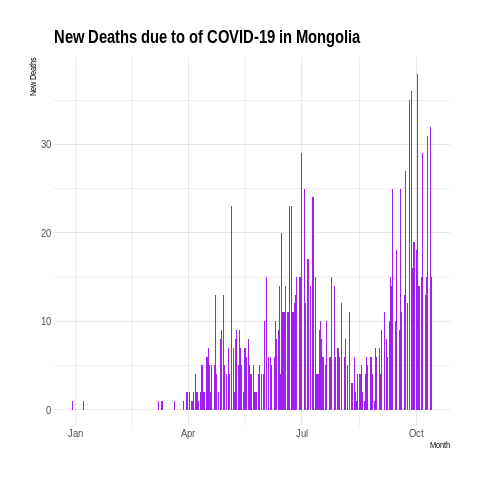 New Deaths due to of COVID-19 in Mongolia
New Deaths
30
20
10
0
Jan Apr Jul Oct
Month